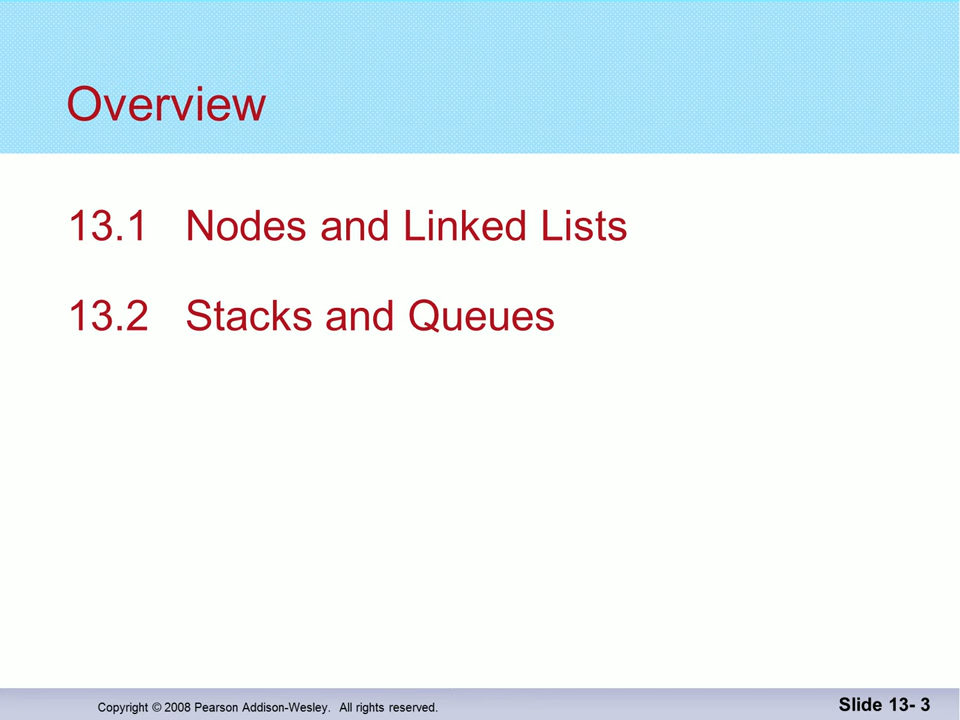 Overview
13.1 Nodes and Linked Lists
13.2 Stacks and Queues
Copyright © 2008 Pearson Addison-Wesley. All rights reserved.
Slide 13- 3